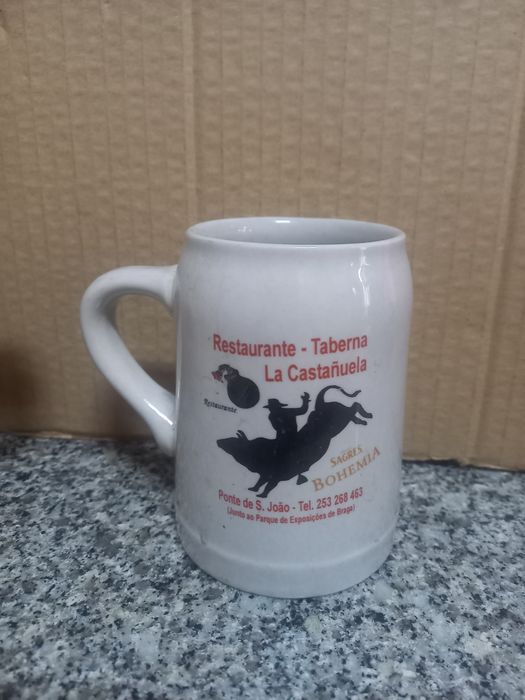 Restaurante - Taberna
La Castañuela
Restaurante
SAGRES
BOHEMIA
Ponte de S. João - Tel. 253 268 463
(Junto ao Parque de Exposições de Braga)